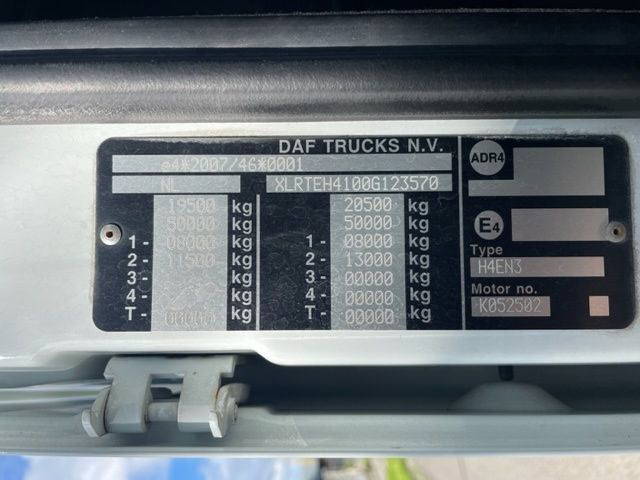 DAF TRUCKS N.V.
e4*2007/46*0001
NL XLRTEH4100G123570
19500 kg 20500 kg
50000 kg 50000 kg
1- 08000 kg 1- 08000 kg
2- 11500 kg 2- 13000 kg
3- kg 3- 00000 kg
4- kg 4- 00000 kg
T- 00000 kg T- 00000 kg
ADR4
E4
Type
H4EN3
Motor no.
K052502